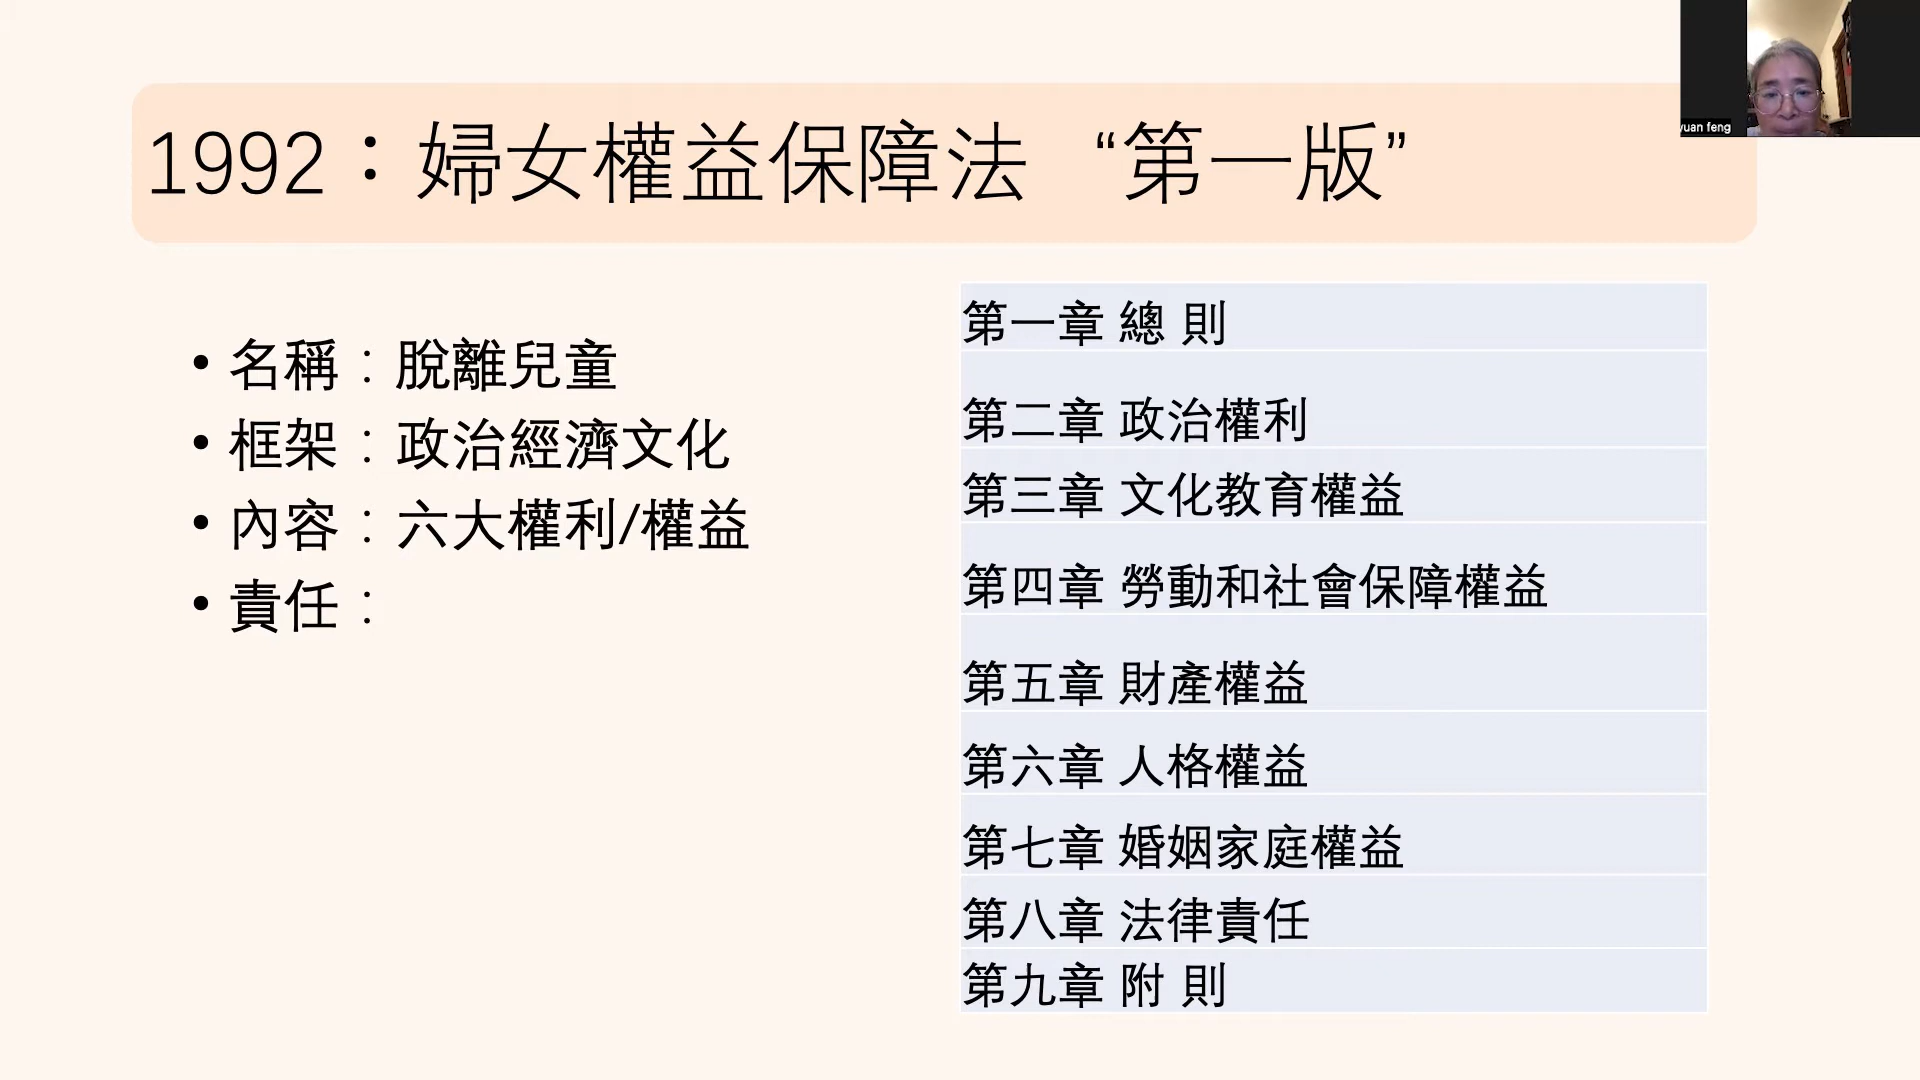 1992：婦女權益保障法 “第一版”
yuan feng
• 名稱：脫離兒童
• 框架：政治經濟文化
• 內容：六大權利/權益
• 責任：
第一章 總 則
第二章 政治權利
第三章 文化教育權益
第四章 勞動和社會保障權益
第五章 財產權益
第六章 人格權益
第七章 婚姻家庭權益
第八章 法律責任
第九章 附 則